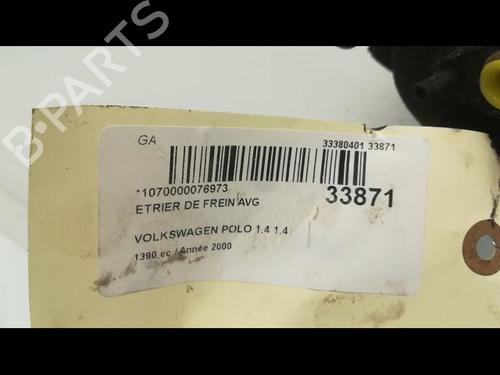 B-PARTS
GA
33380401 33871
*1070000076973
33871
ETRIER DE FREIN AVG
VOLKSWAGEN POLO 1.4 1.4
1390 cc / Année 2000